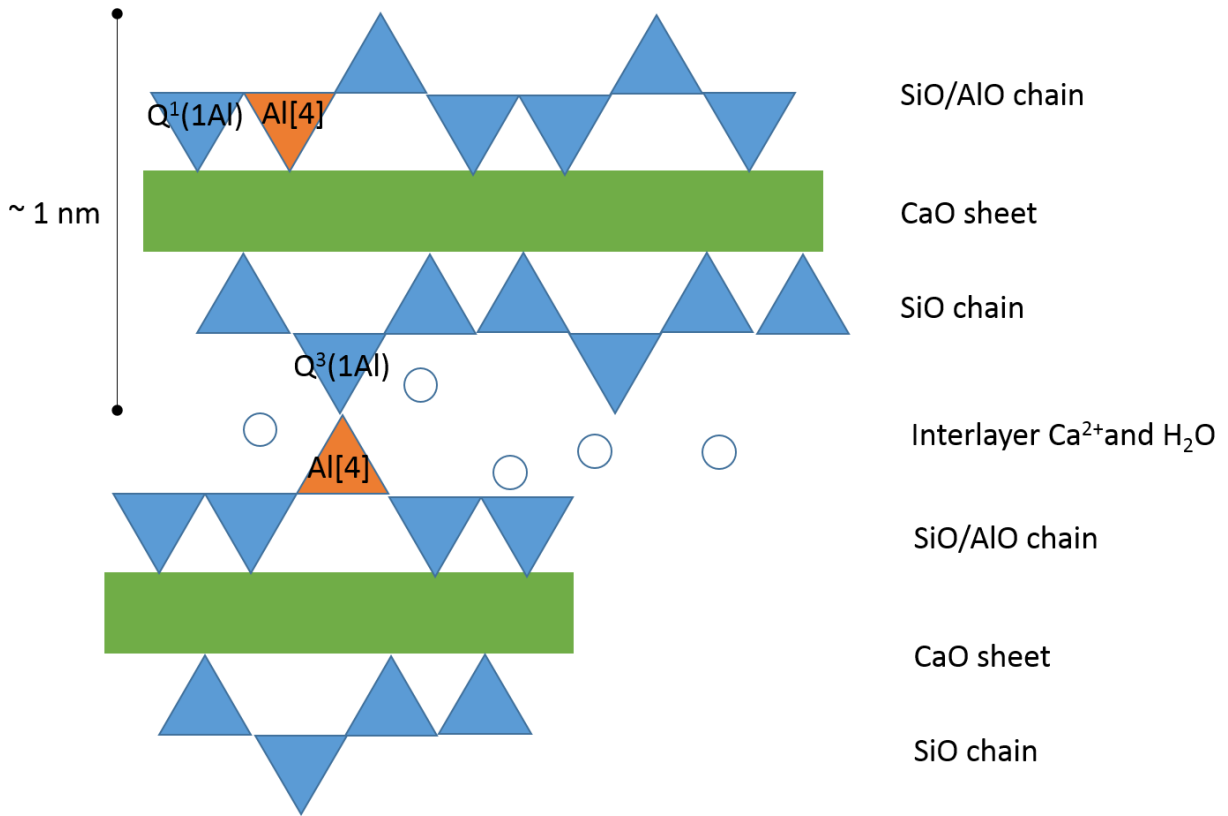 SiO/AlO chain
Q¹(1Al)
Al[4]
~ 1 nm
CaO sheet
SiO chain
Q³(1Al)
Interlayer Ca²⁺and H₂O
Al[4]
SiO/AlO chain
CaO sheet
SiO chain